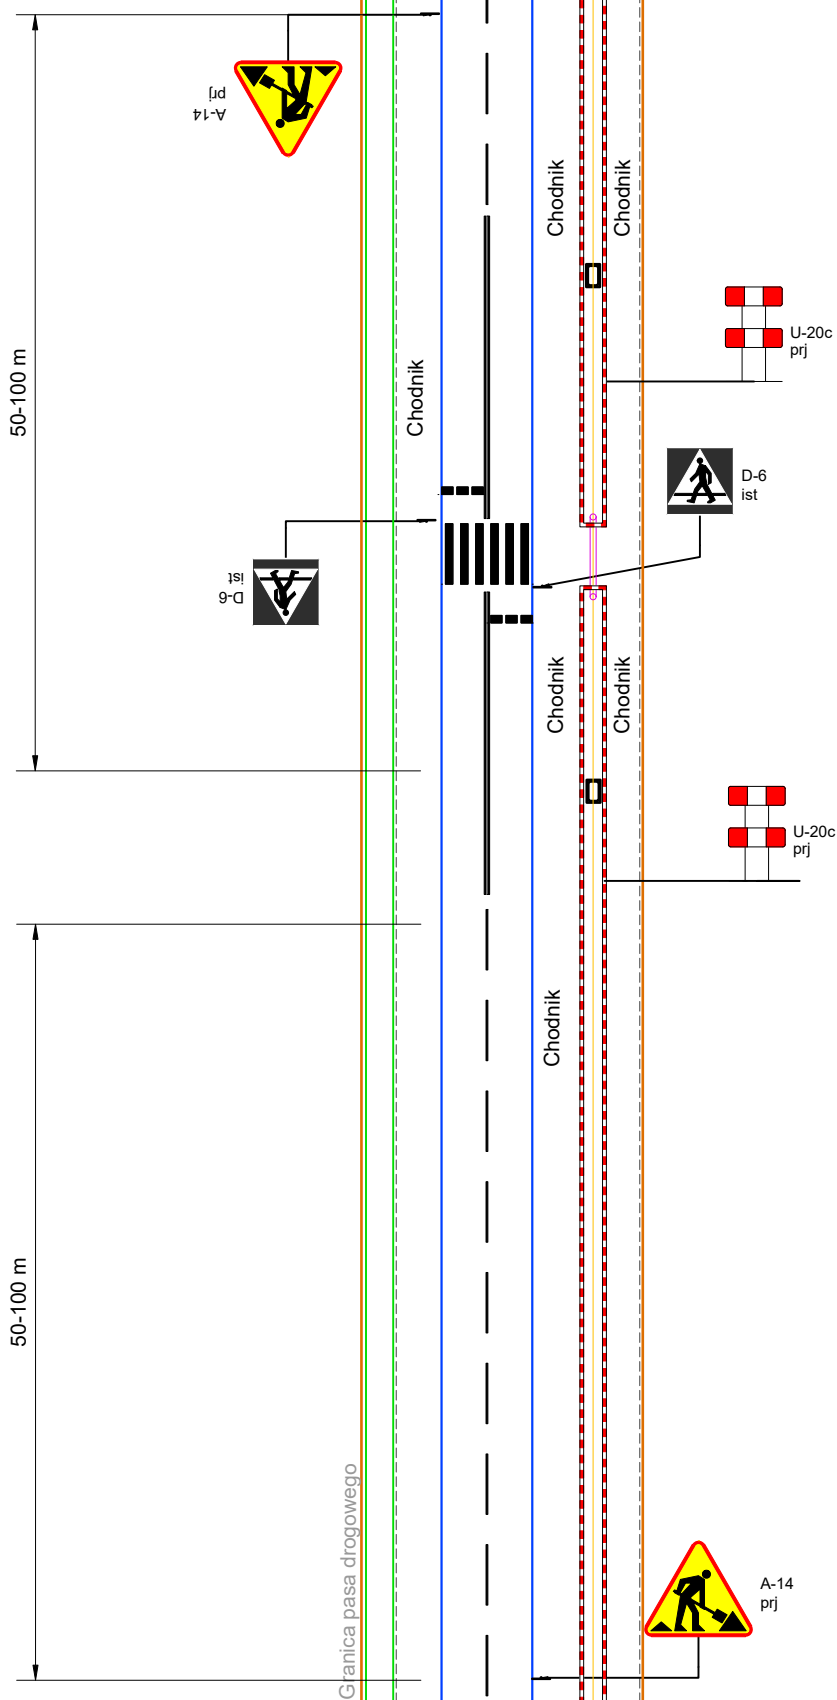 A-14
prj
Chodnik
Chodnik
U-20c
prj
50-100 m
Chodnik
D-6
ist
D-6
ist
Chodnik
Chodnik
U-20c
prj
Chodnik
50-100 m
Granica pasa drogowego
A-14
prj